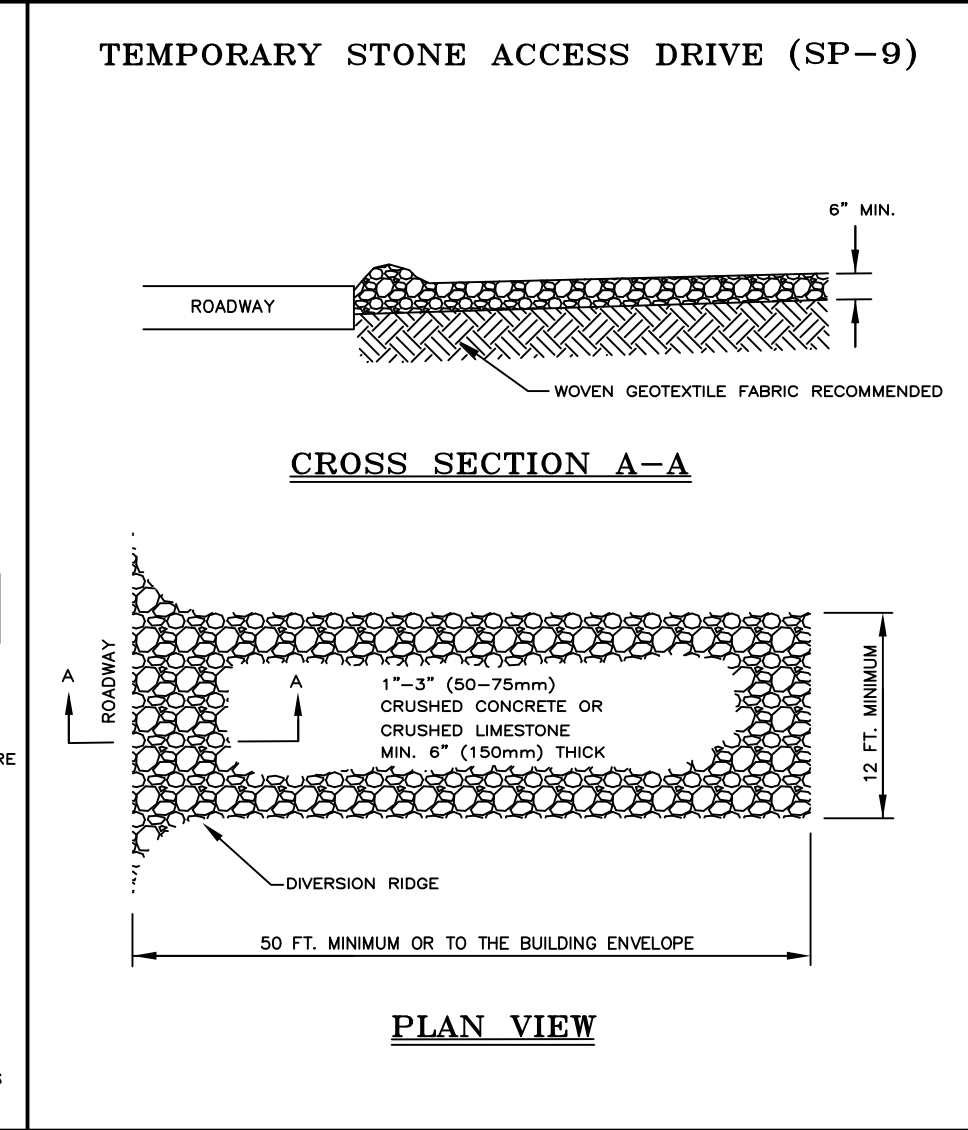 TEMPORARY STONE ACCESS DRIVE (SP-9)
6" MIN.
ROADWAY
WOVEN GEOTEXTILE FABRIC RECOMMENDED
CROSS SECTION A-A
ROADWAY
A
A
1"-3" (50-75mm)
CRUSHED CONCRETE OR
CRUSHED LIMESTONE
MIN. 6" (150mm) THICK
12 FT. MINIMUM
RE
DIVERSION RIDGE
50 FT. MINIMUM OR TO THE BUILDING ENVELOPE
PLAN VIEW
S